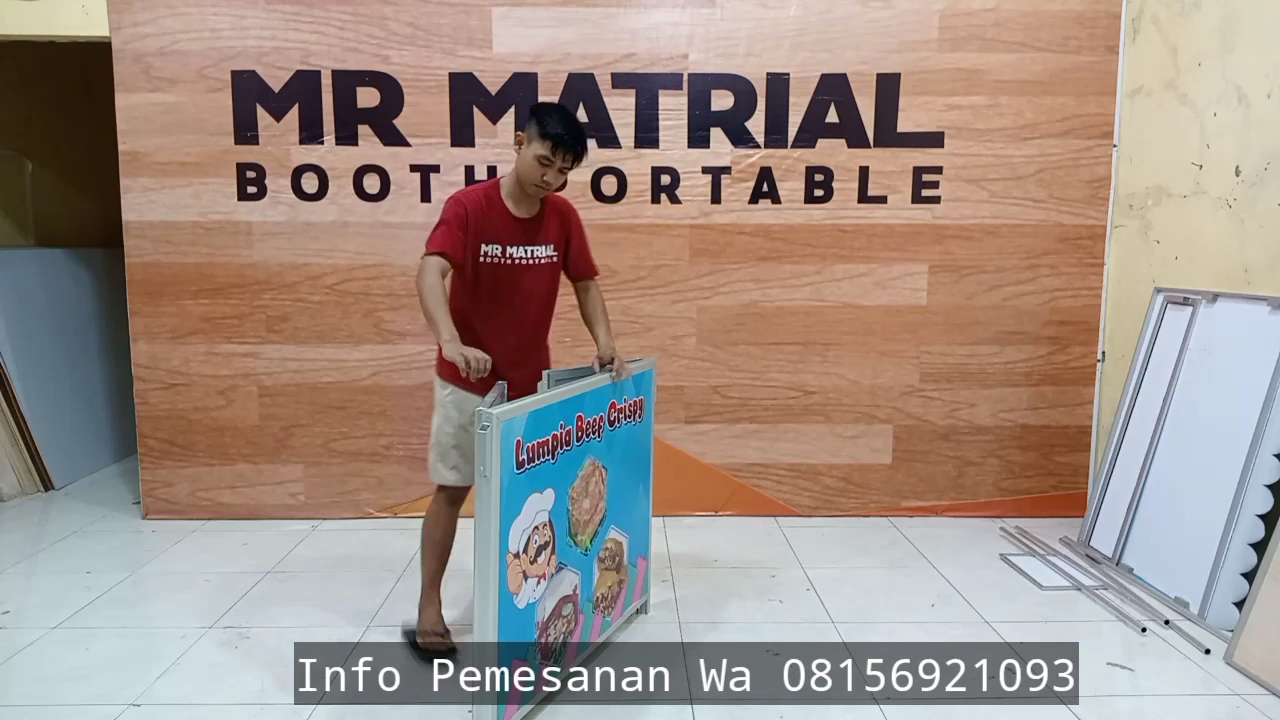 MR MATRIAL
BOOTH PORTABLE
MR MATRIAL
BOOTH PORTABLE
Lumpia Beef Crispy
Info Pemesanan Wa 08156921093